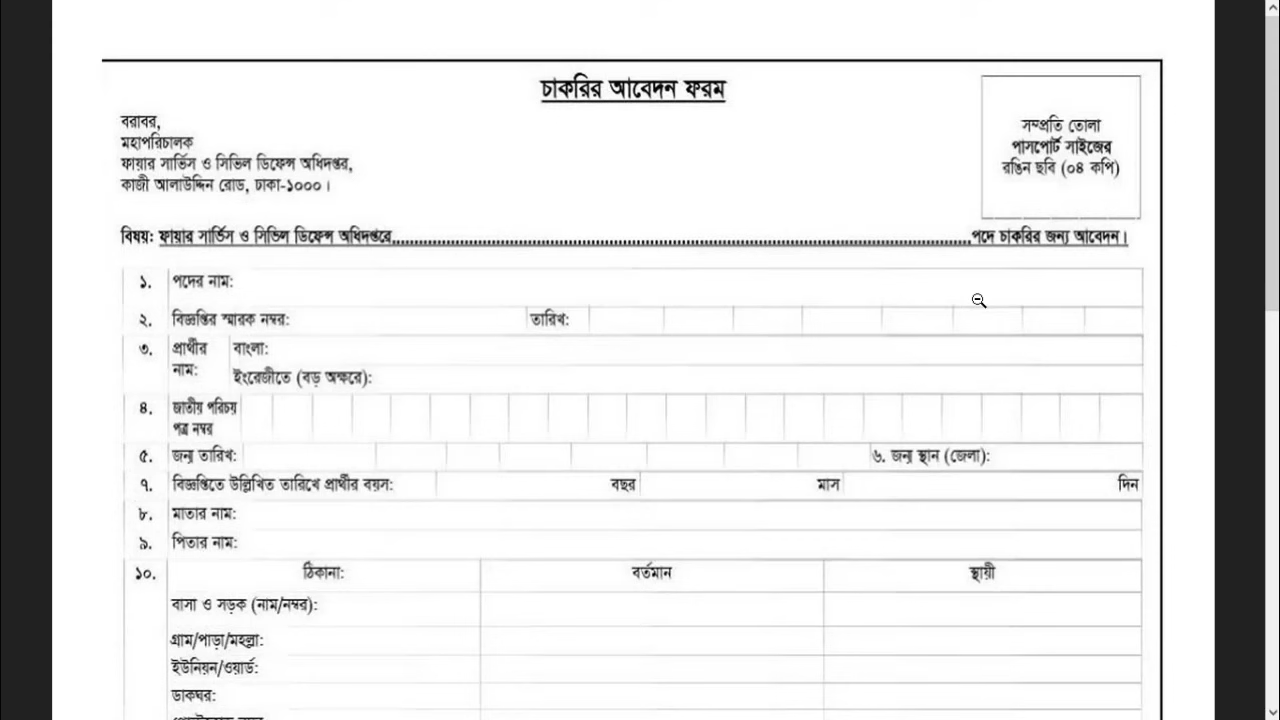 চাকরির আবেদন ফরম
বরাবর,
মহাপরিচালক
ফায়ার সার্ভিস ও সিভিল ডিফেন্স অধিদপ্তর,
কাজী আলাউদ্দিন রোড, ঢাকা-১০০০।
সম্প্রতি তোলা
পাসপোর্ট সাইজের
রঙিন ছবি (০৪ কপি)
বিষয়: ফায়ার সার্ভিস ও সিভিল ডিফেন্স অধিদপ্তরে....................পদে চাকরির জন্য আবেদন।
১. পদের নাম:
২. বিজ্ঞপ্তির স্মারক নম্বর: তারিখ:
৩. প্রার্থীর নাম: বাংলা:
ইংরেজীতে (বড় অক্ষরে):
৪. জাতীয় পরিচয়
পত্র নম্বর
৫. জন্ম তারিখ: ৬. জন্ম স্থান (জেলা):
৭. বিজ্ঞপ্তিতে উল্লিখিত তারিখে প্রার্থীর বয়স: বছর মাস দিন
৮. মাতার নাম:
৯. পিতার নাম:
১০. ঠিকানা: বর্তমান স্থায়ী
বাসা ও সড়ক (নাম/নম্বর):
গ্রাম/পাড়া/মহল্লা:
ইউনিয়ন/ওয়ার্ড:
ডাকঘর: